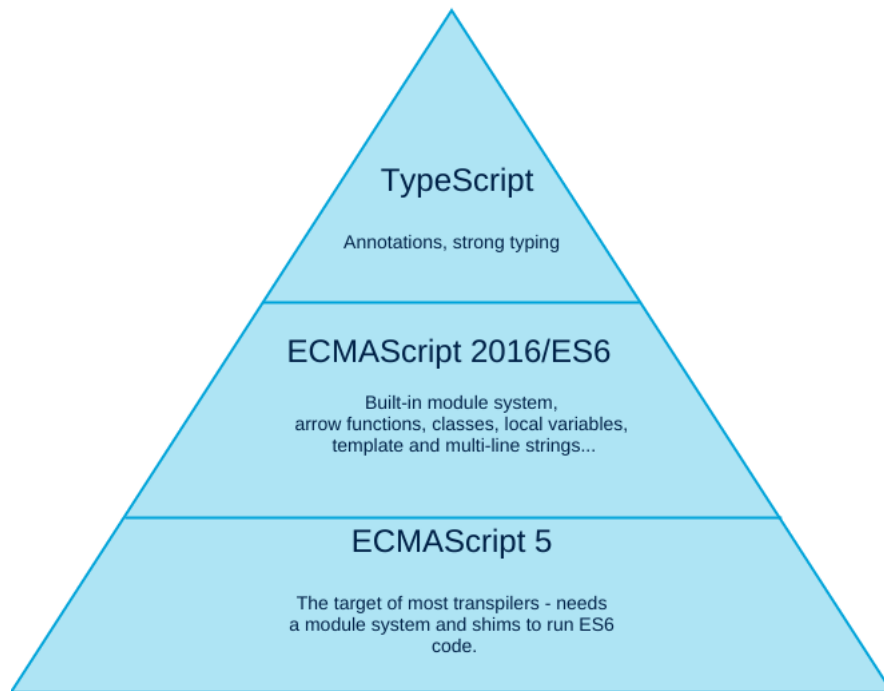 TypeScript
Annotations, strong typing
ECMAScript 2016/ES6
Built-in module system,
arrow functions, classes, local variables,
template and multi-line strings...
ECMAScript 5
The target of most transpilers - needs
a module system and shims to run ES6
code.